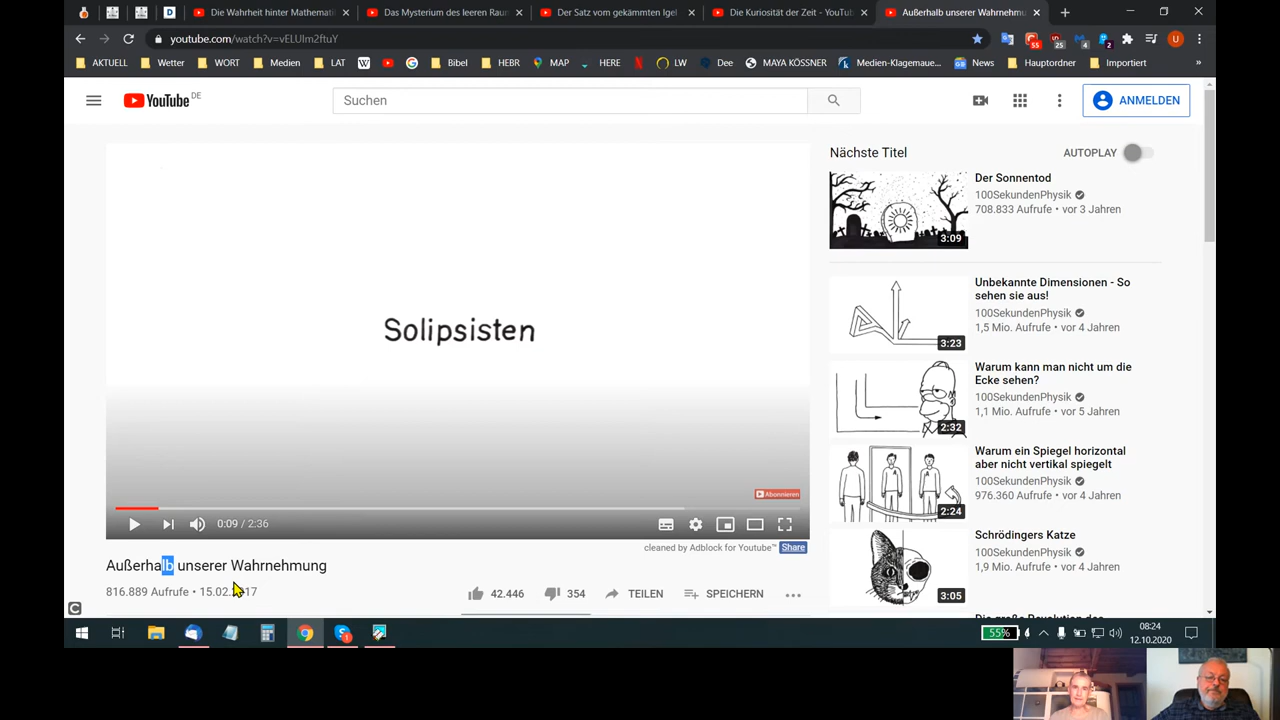 Die Wahrheit hinter Mathemati
Das Mysterium des leeren Raun
Der Satz vom gekämmten Igel
Die Kuriosität der Zeit - YouTub
Außerhalb unserer Wahrnehmu
youtube.com/watch?v=vELUlm2ftuY
AKTUELL
Wetter
WORT
Medien
LAT
Bibel
HEBR
MAP
HERE
LW
Dee
MAYA KÖSSNER
Medien-Klagemauer....
News
Hauptordner
Importiert
YouTube DE
Suchen
ANMELDEN
Solipsisten
Abonnieren
0:09 / 2:36
cleaned by Adblock for Youtube™ Share
Außerhalb unserer Wahrnehmung
816.889 Aufrufe • 15.02.2017
42.446
354
TEILEN
SPEICHERN
Nächste Titel
AUTOPLAY
Der Sonnentod
100SekundenPhysik
708.833 Aufrufe • vor 3 Jahren
3:09
Unbekannte Dimensionen - So
sehen sie aus!
100SekundenPhysik
1,5 Mio. Aufrufe • vor 4 Jahren
3:23
Warum kann man nicht um die
Ecke sehen?
100SekundenPhysik
1,1 Mio. Aufrufe • vor 5 Jahren
2:32
Warum ein Spiegel horizontal
aber nicht vertikal spiegelt
100SekundenPhysik
976.360 Aufrufe • vor 4 Jahren
2:24
Schrödingers Katze
100SekundenPhysik
1,9 Mio. Aufrufe • vor 4 Jahren
3:05
55%
08:24
12.10.2020